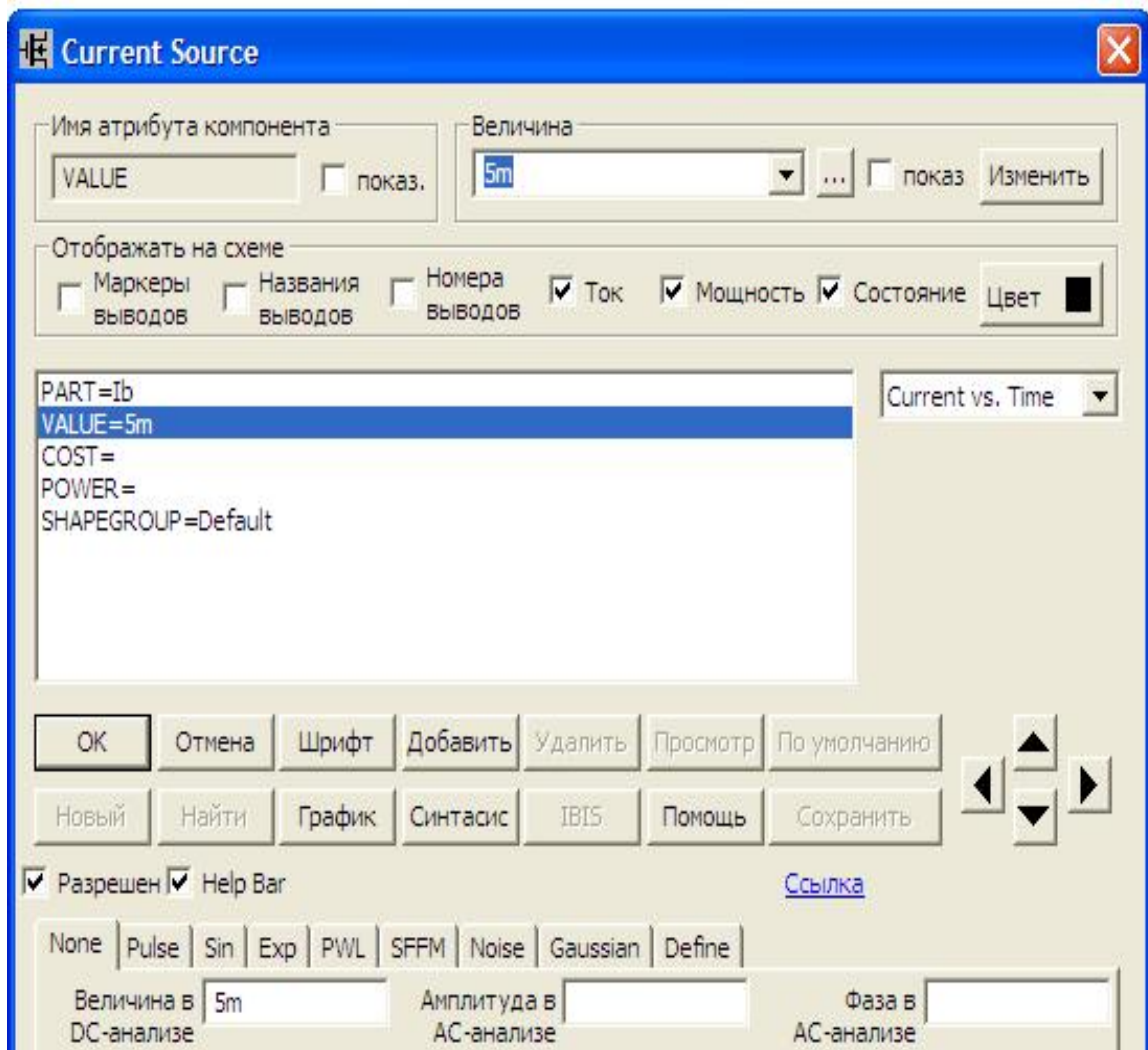 Current Source
Имя атрибута компонента
Величина
VALUE
показ.
5m
...
показ
Изменить
Отображать на схеме
Маркеры
выводов
Названия
выводов
Номера
выводов
Ток
Мощность
Состояние
Цвет
PART=Ib
VALUE=5m
COST=
POWER=
SHAPEGROUP=Default
Current vs. Time
OK
Отмена
Шрифт
Добавить
Удалить
Просмотр
По умолчанию
Новый
Найти
График
Синтасис
IBIS
Помощь
Сохранить
Разрешен
Help Bar
Ссылка
None
Pulse
Sin
Exp
PWL
SFFM
Noise
Gaussian
Define
Величина в
DC-анализе
5m
Амплитуда в
AC-анализе
Фаза в
AC-анализе